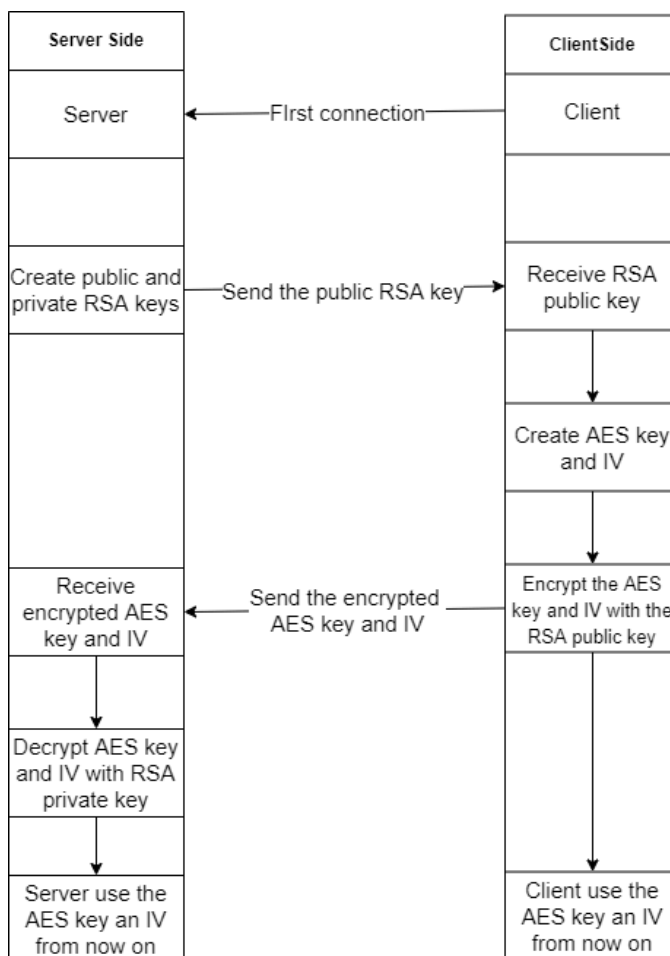 Server Side
ClientSide
Server
FIrst connection
Client
Create public and
private RSA keys
Send the public RSA key
Receive RSA
public key
Create AES key
and IV
Receive
encrypted AES
key and IV
Send the encrypted
AES key and IV
Encrypt the AES
key and IV with the
RSA public key
Decrypt AES key
and IV with RSA
private key
Server use the
AES key an IV
from now on
Client use the
AES key an IV
from now on